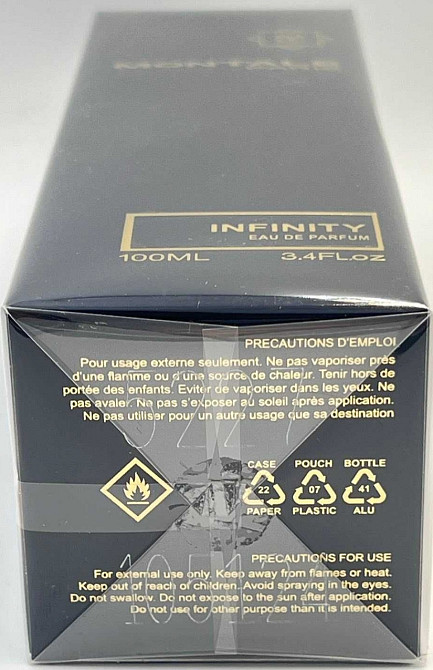 MONTALE
INFINITY
EAU DE PARFUM
100ML 3.4FL.oz
PRECAUTIONS D'EMPLOI
Pour usage externe seulement. Ne pas vaporiser près
d'une flamme ou d'une source de chaleur. Tenir hors de
portée des enfants. Eviter de vaporiser dans les yeux. Ne
pas avaler. Ne pas s'exposer au soleil après application.
Ne pas utiliser pour un autre usage que sa destination
CASE POUCH BOTTLE
22 07 41
PAPER PLASTIC ALU
PRECAUTIONS FOR USE
For external use only. Keep away from flames or heat.
Keep out of reach of children. Avoid spraying in the eyes.
Do not swallow. Do not expose to the sun after application.
Do not use for other purpose than it is intended.